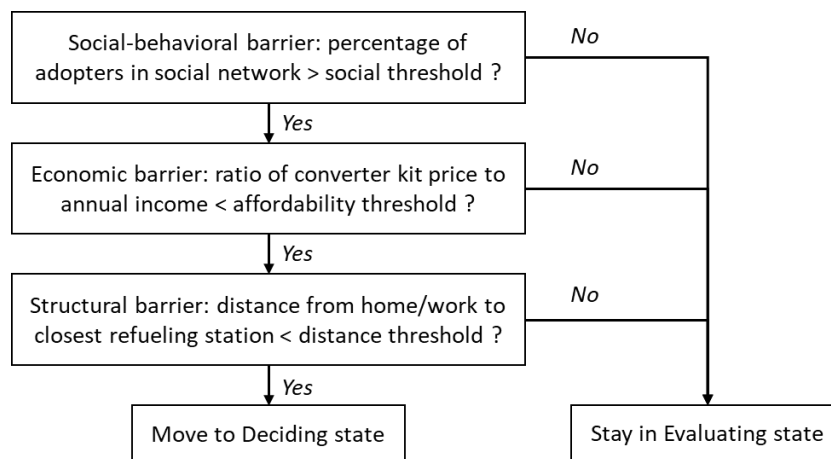 Social-behavioral barrier: percentage of
adopters in social network > social threshold ?
No
Yes
Economic barrier: ratio of converter kit price to
annual income < affordability threshold ?
No
Yes
Structural barrier: distance from home/work to
closest refueling station < distance threshold ?
No
Yes
Move to Deciding state
Stay in Evaluating state